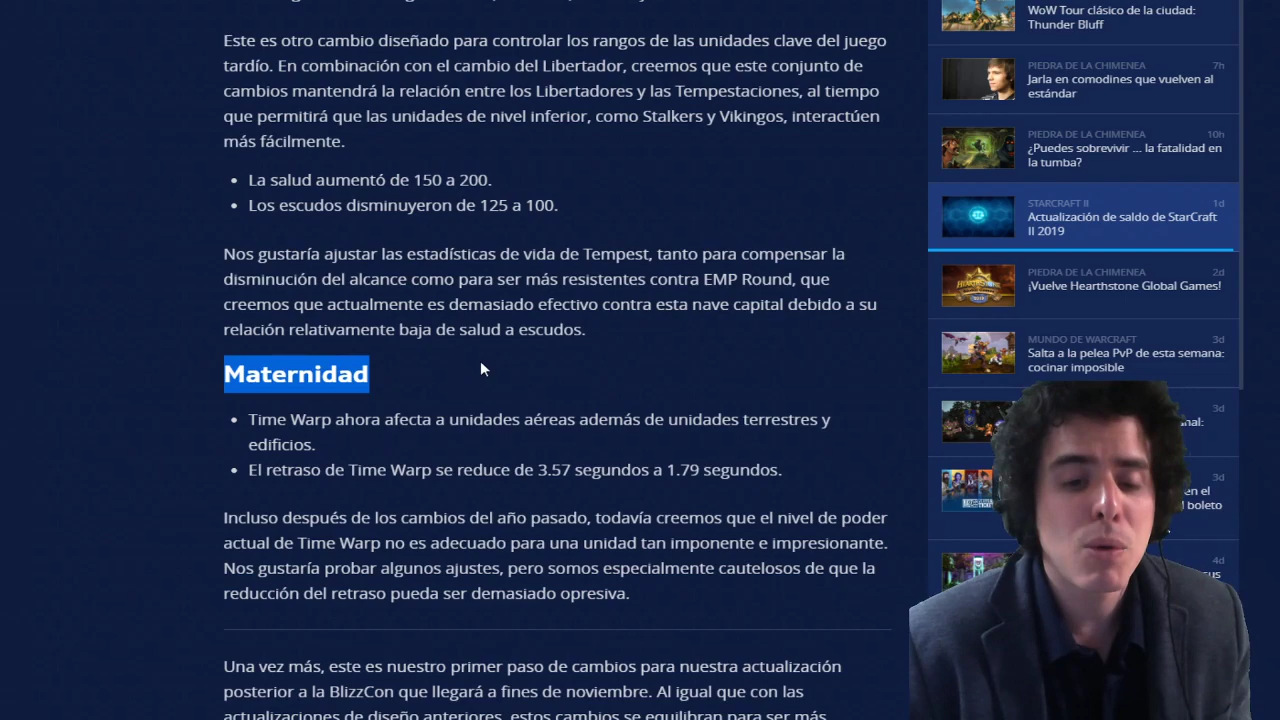 Este es otro cambio diseñado para controlar los rangos de las unidades clave del juego
tardío. En combinación con el cambio del Libertador, creemos que este conjunto de
cambios mantendrá la relación entre los Libertadores y las Tempestaciones, al tiempo
que permitirá que las unidades de nivel inferior, como Stalkers y Vikingos, interactúen
más fácilmente.
La salud aumentó de 150 a 200.
Los escudos disminuyeron de 125 a 100.
Nos gustaría ajustar las estadísticas de vida de Tempest, tanto para compensar la
disminución del alcance como para ser más resistentes contra EMP Round, que
creemos que actualmente es demasiado efectivo contra esta nave capital debido a su
relación relativamente baja de salud a escudos.
Maternidad
Time Warp ahora afecta a unidades aéreas además de unidades terrestres y
edificios.
El retraso de Time Warp se reduce de 3.57 segundos a 1.79 segundos.
Incluso después de los cambios del año pasado, todavía creemos que el nivel de poder
actual de Time Warp no es adecuado para una unidad tan imponente e impresionante.
Nos gustaría probar algunos ajustes, pero somos especialmente cautelosos de que la
reducción del retraso pueda ser demasiado opresiva.
Una vez más, este es nuestro primer paso de cambios para nuestra actualización
posterior a la BlizzCon que llegará a fines de noviembre. Al igual que con las
actualizaciones de diseño anteriores, estos cambios se equilibran para ser más
WoW Tour clásico de la ciudad:
Thunder Bluff
PIEDRA DE LA CHIMENEA 7h
Jarla en comodines que vuelven al
estándar
PIEDRA DE LA CHIMENEA 10h
¿Puedes sobrevivir ... la fatalidad en
la tumba?
STARCRAFT II 1d
Actualización de saldo de StarCraft
II 2019
PIEDRA DE LA CHIMENEA 2d
¡Vuelve Hearthstone Global Games!
MUNDO DE WARCRAFT 3d
Salta a la pelea PvP de esta semana:
cocinar imposible
3d
3d
en el
boleto
4d